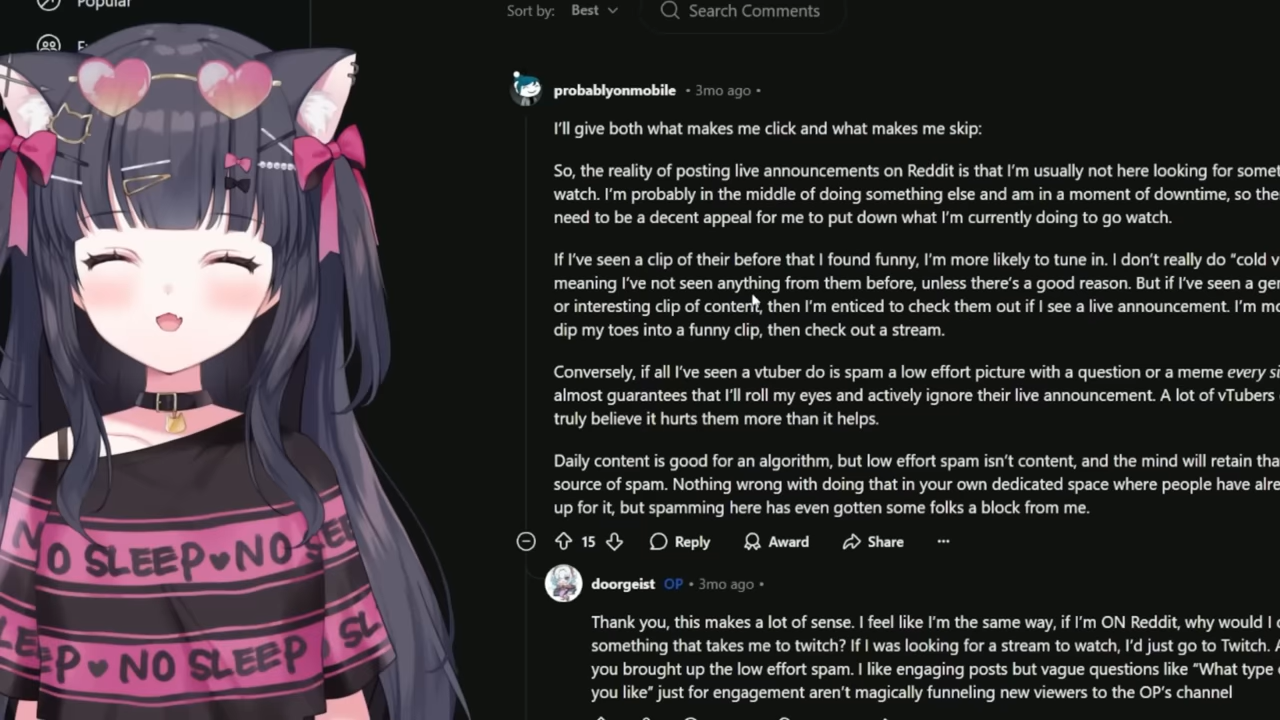 Popular
Sort by: Best
Search Comments
probablyonmobile • 3mo ago •
I'll give both what makes me click and what makes me skip:
So, the reality of posting live announcements on Reddit is that I'm usually not here looking for
watch. I'm probably in the middle of doing something else and am in a moment of downtime, so
need to be a decent appeal for me to put down what I'm currently doing to go watch.
If I've seen a clip of their before that I found funny, I'm more likely to tune in. I don't really do "cold
meaning I've not seen anything from them before, unless there's a good reason. But if I've seen a
or interesting clip of content, then I'm enticed to check them out if I see a live announcement. I'm
dip my toes into a funny clip, then check out a stream.
Conversely, if all I've seen a vtuber do is spam a low effort picture with a question or a meme every
almost guarantees that I'll roll my eyes and actively ignore their live announcement. A lot of vTubers
truly believe it hurts them more than it helps.
Daily content is good for an algorithm, but low effort spam isn't content, and the mind will retain
source of spam. Nothing wrong with doing that in your own dedicated space where people have
up for it, but spamming here has even gotten some folks a block from me.
15 Reply Award Share ...
doorgeist OP • 3mo ago •
Thank you, this makes a lot of sense. I feel like I'm the same way, if I'm ON Reddit, why would I
something that takes me to twitch? If I was looking for a stream to watch, I'd just go to Twitch.
you brought up the low effort spam. I like engaging posts but vague questions like "What type
you like" just for engagement aren't magically funneling new viewers to the OP's channel
NO SLEEP♥NO SLEEP
♥ NO SLEEP